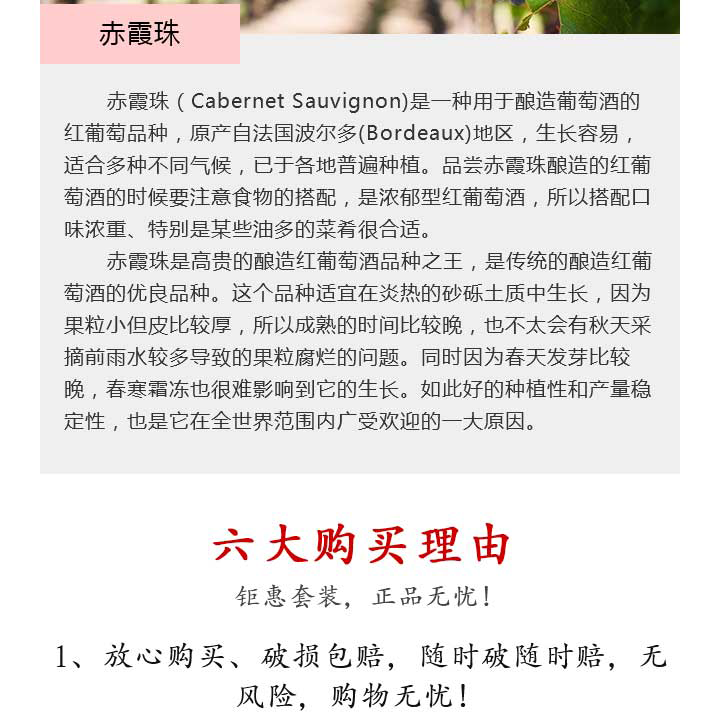 赤霞珠
赤霞珠（Cabernet Sauvignon)是一种用于酿造葡萄酒的
红葡萄品种，原产自法国波尔多(Bordeaux)地区，生长容易，
适合多种不同气候，已于各地普遍种植。品尝赤霞珠酿造的红葡
萄酒的时候要注意食物的搭配，是浓郁型红葡萄酒，所以搭配口
味浓重、特别是某些油多的菜肴很合适。
赤霞珠是高贵的酿造红葡萄酒品种之王，是传统的酿造红葡
萄酒的优良品种。这个品种适宜在炎热的砂砾土质中生长，因为
果粒小但皮比较厚，所以成熟的时间比较晚，也不太会有秋天采
摘前雨水较多导致的果粒腐烂的问题。同时因为春天发芽比较
晚，春寒霜冻也很难影响到它的生长。如此好的种植性和产量稳
定性，也是它在全世界范围内广受欢迎的一大原因。
六大购买理由
钜惠套装，正品无忧！
1、放心购买、破损包赔，随时破随时赔，无
风险，购物无忧！